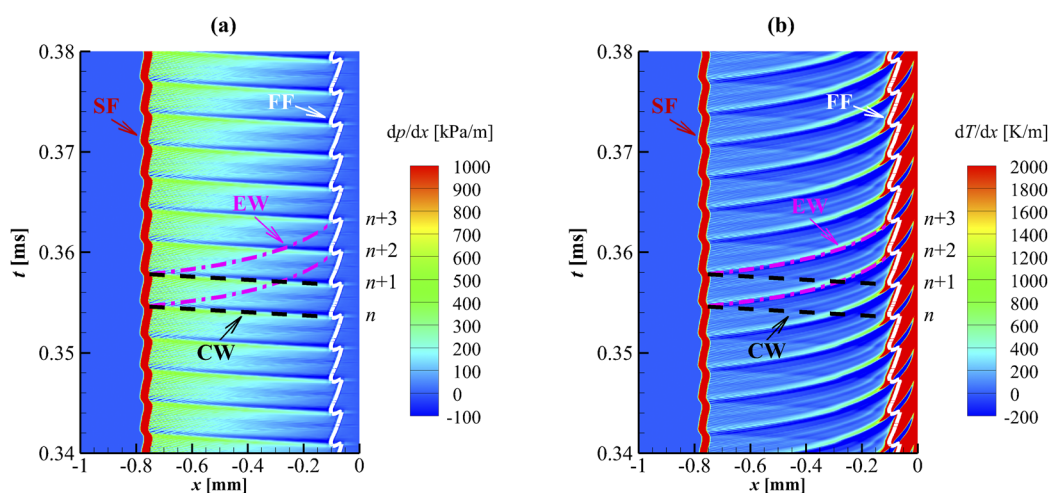 (a)
0.38
0.37
0.36
0.35
0.34
t [ms]
SF
FF
EW
CW
n+3
n+2
n+1
n
dp/dx [kPa/m]
1000
900
800
700
600
500
400
300
200
100
0
-100
-1
-0.8
-0.6
-0.4
-0.2
0
x [mm]
(b)
0.38
0.37
0.36
0.35
0.34
t [ms]
SF
FF
EW
CW
n+3
n+2
n+1
n
dT/dx [K/m]
2000
1800
1600
1400
1200
1000
800
600
400
200
0
-200
-1
-0.8
-0.6
-0.4
-0.2
0
x [mm]